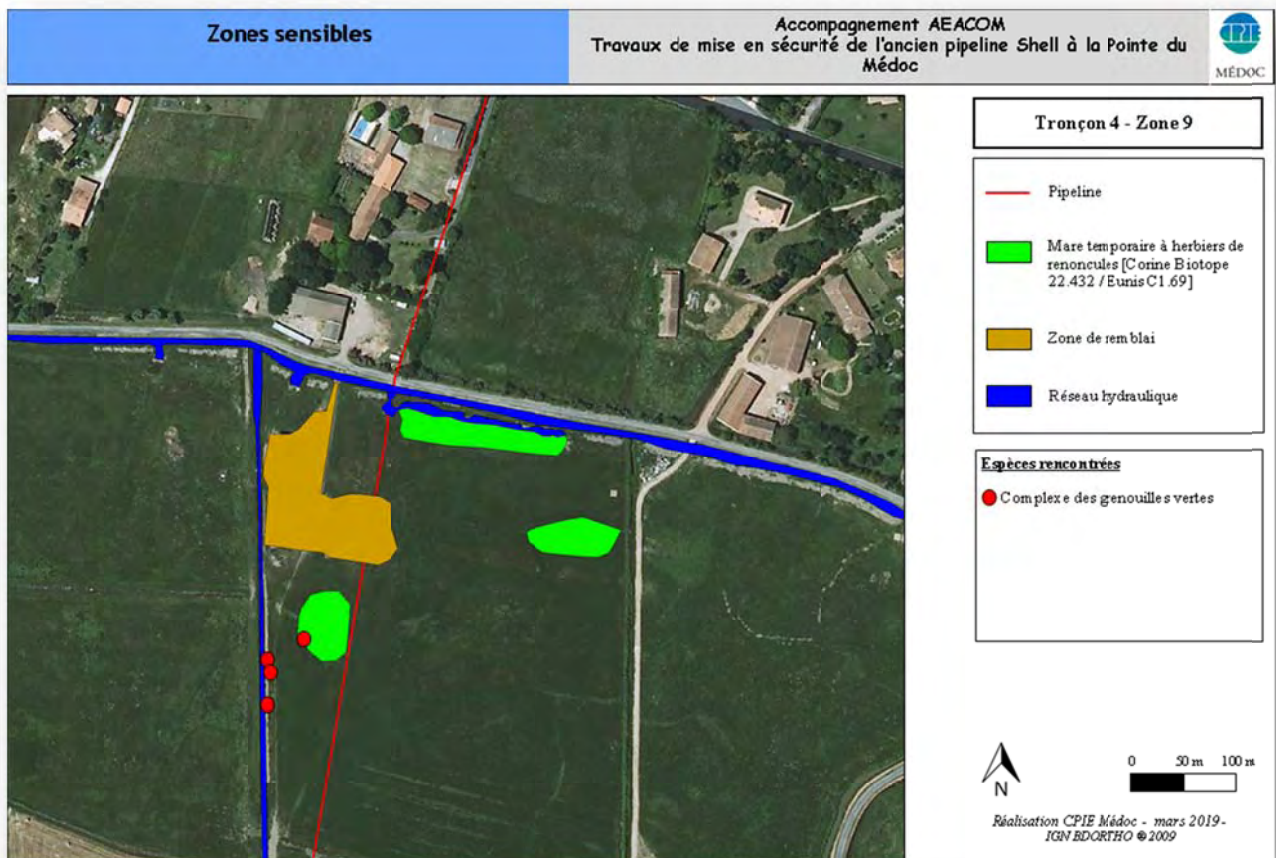 Zones sensibles
Accompagnement AEACOM
Travaux de mise en sécurité de l'ancien pipeline Shell à la Pointe du
Médoc
CPIE
MÉDOC
Tronçon 4 - Zone 9
Pipeline
Mare temporaire à herbiers de
renoncules [Corine Biotope
22.432 / Eunis C1.69]
Zone de remblai
Réseau hydraulique
Espèces rencontrées
Complexe des genouilles vertes
N
0 50 m 100 m
Réalisation CPIE Médoc - mars 2019 -
IGN BDORTHO ® 2009